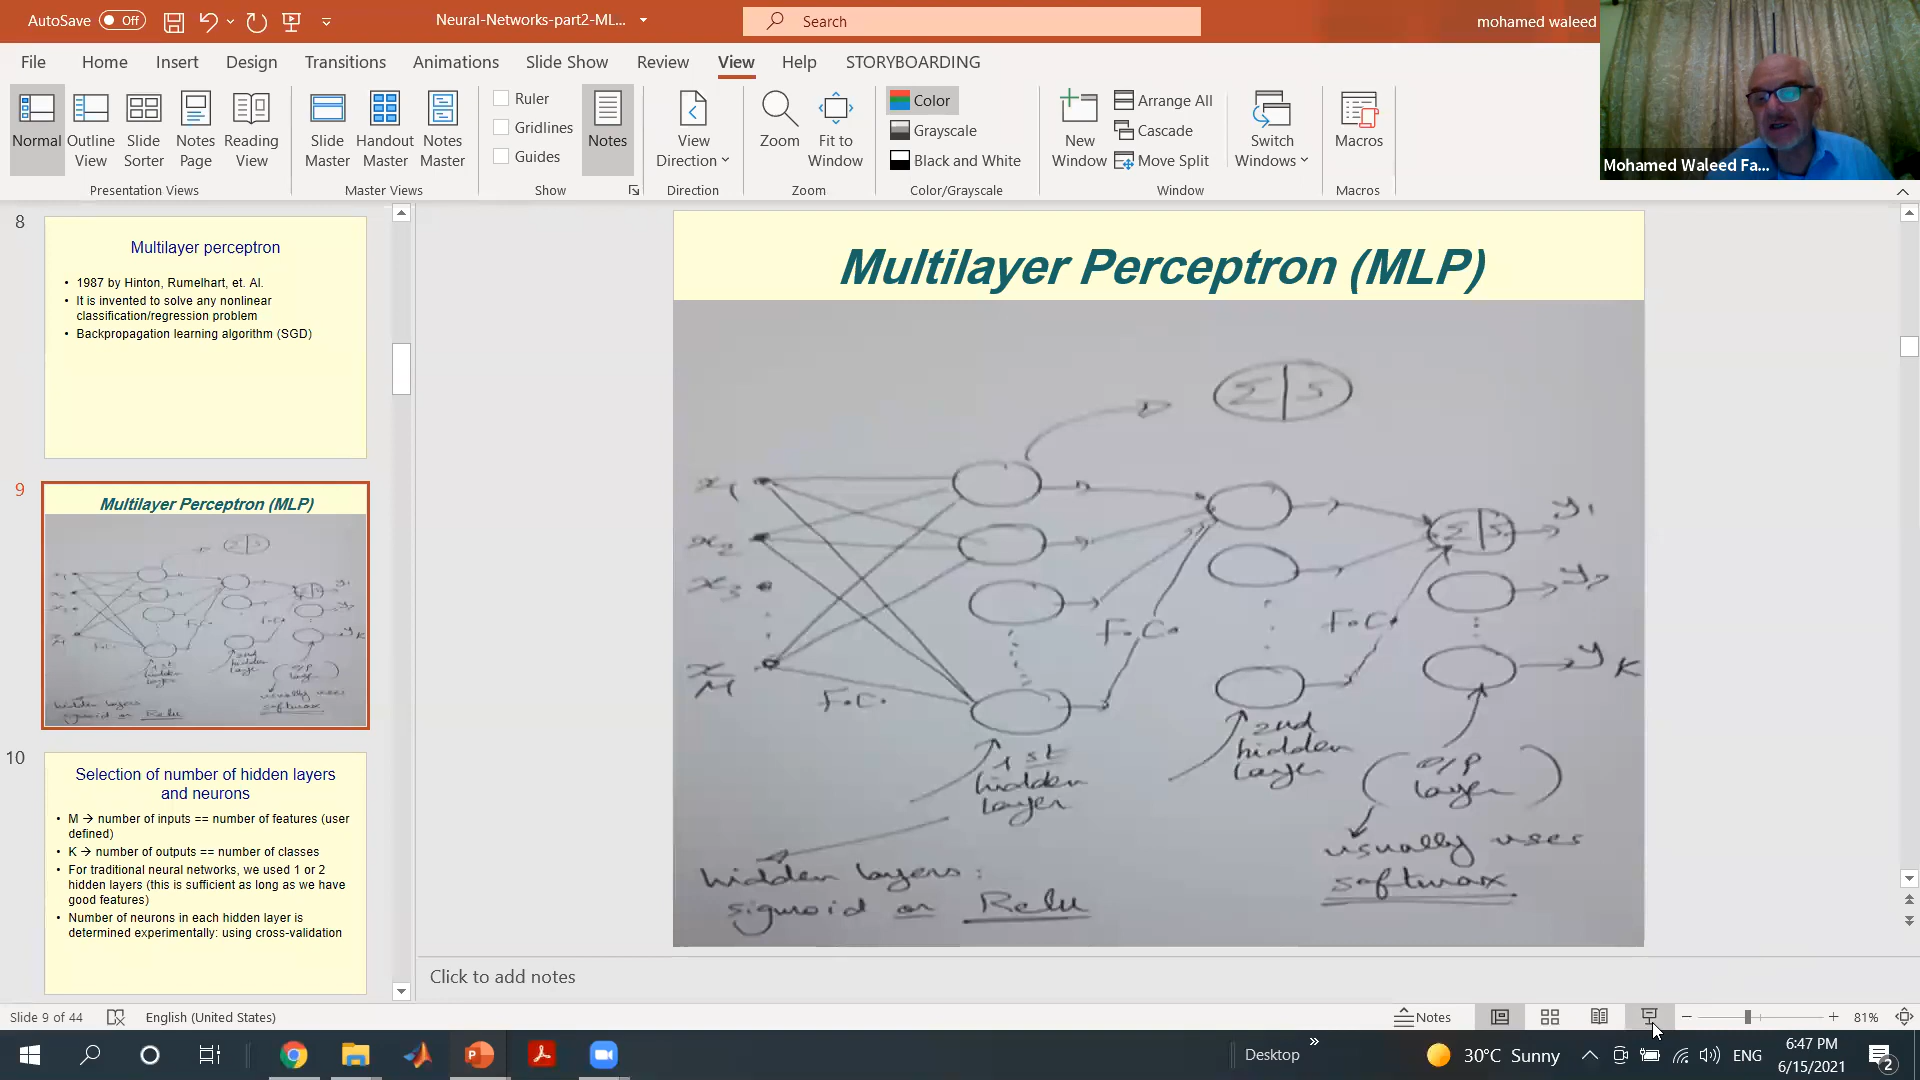 AutoSave Off
Neural-Networks-part2-ML...
Search
mohamed waleed
File Home Insert Design Transitions Animations Slide Show Review View Help STORYBOARDING
Normal
Outline View
Slide Sorter
Notes Page
Reading View
Presentation Views
Slide Master
Handout Master
Notes Master
Master Views
Ruler
Gridlines
Guides
Show
Notes
View Direction
Direction
Zoom
Fit to Window
Zoom
Color
Grayscale
Black and White
Color/Grayscale
New Window
Arrange All
Cascade
Move Split
Switch Windows
Window
Macros
Macros
Mohamed Waleed Fa...
8
Multilayer perceptron
• 1987 by Hinton, Rumelhart, et. Al.
• It is invented to solve any nonlinear
classification/regression problem
• Backpropagation learning algorithm (SGD)
9
Multilayer Perceptron (MLP)
10
Selection of number of hidden layers
and neurons
• M → number of inputs == number of features (user
defined)
• K → number of outputs == number of classes
• For traditional neural networks, we used 1 or 2
hidden layers (this is sufficient as long as we have
good features)
• Number of neurons in each hidden layer is
determined experimentally: using cross-validation
Multilayer Perceptron (MLP)
Σ | S
x1
x2
x3
xM
F.C.
F.C.
F.C.
Σ | S
y1
y2
yK
1st
hidden
layer
2nd
hidden
layer
(o/p
layer)
usually uses
softmax
hidden layers:
sigmoid or Relu
Click to add notes
Slide 9 of 44
English (United States)
Notes
81%
Desktop
30°C Sunny
ENG
6:47 PM
6/15/2021
2